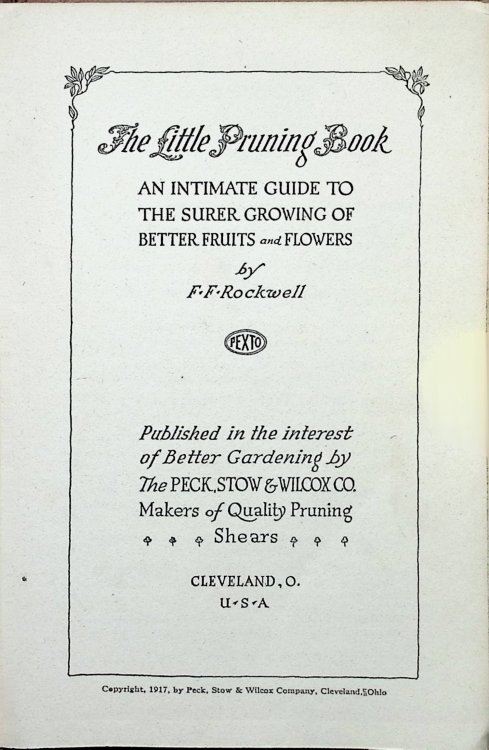 The Little Pruning Book
AN INTIMATE GUIDE TO
THE SURER GROWING OF
BETTER FRUITS and FLOWERS
by
F·F·Rockwell
PEXTO
Published in the interest
of Better Gardening by
The PECK, STOW & WILCOX CO.
Makers of Quality Pruning
Shears
CLEVELAND, O.
U·S·A
Copyright, 1917, by Peck, Stow & Wilcox Company, Cleveland, Ohio